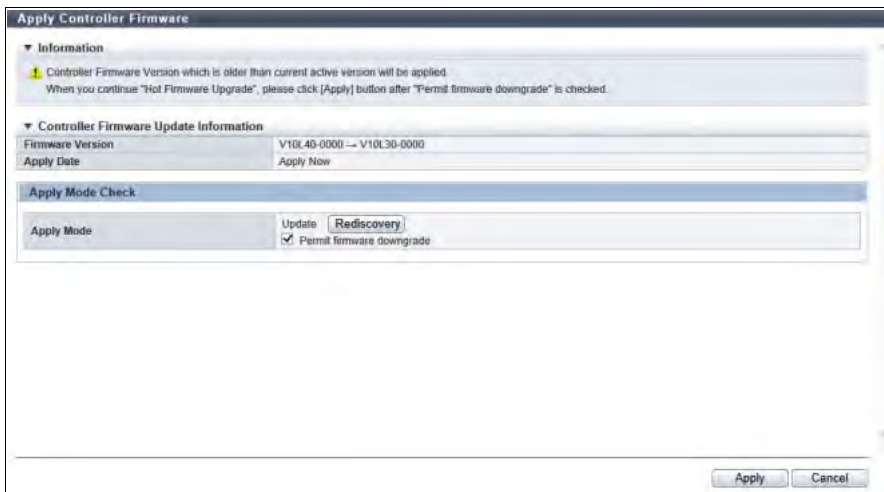 Apply Controller Firmware
▼ Information
Controller Firmware Version which is older than current active version will be applied.
When you continue "Hot Firmware Upgrade", please click [Apply] button after "Permit firmware downgrade" is checked.
▼ Controller Firmware Update Information
Firmware Version V10L40-0000 → V10L30-0000
Apply Date Apply Now
Apply Mode Check
Apply Mode Update Rediscovery
Permit firmware downgrade
Apply Cancel